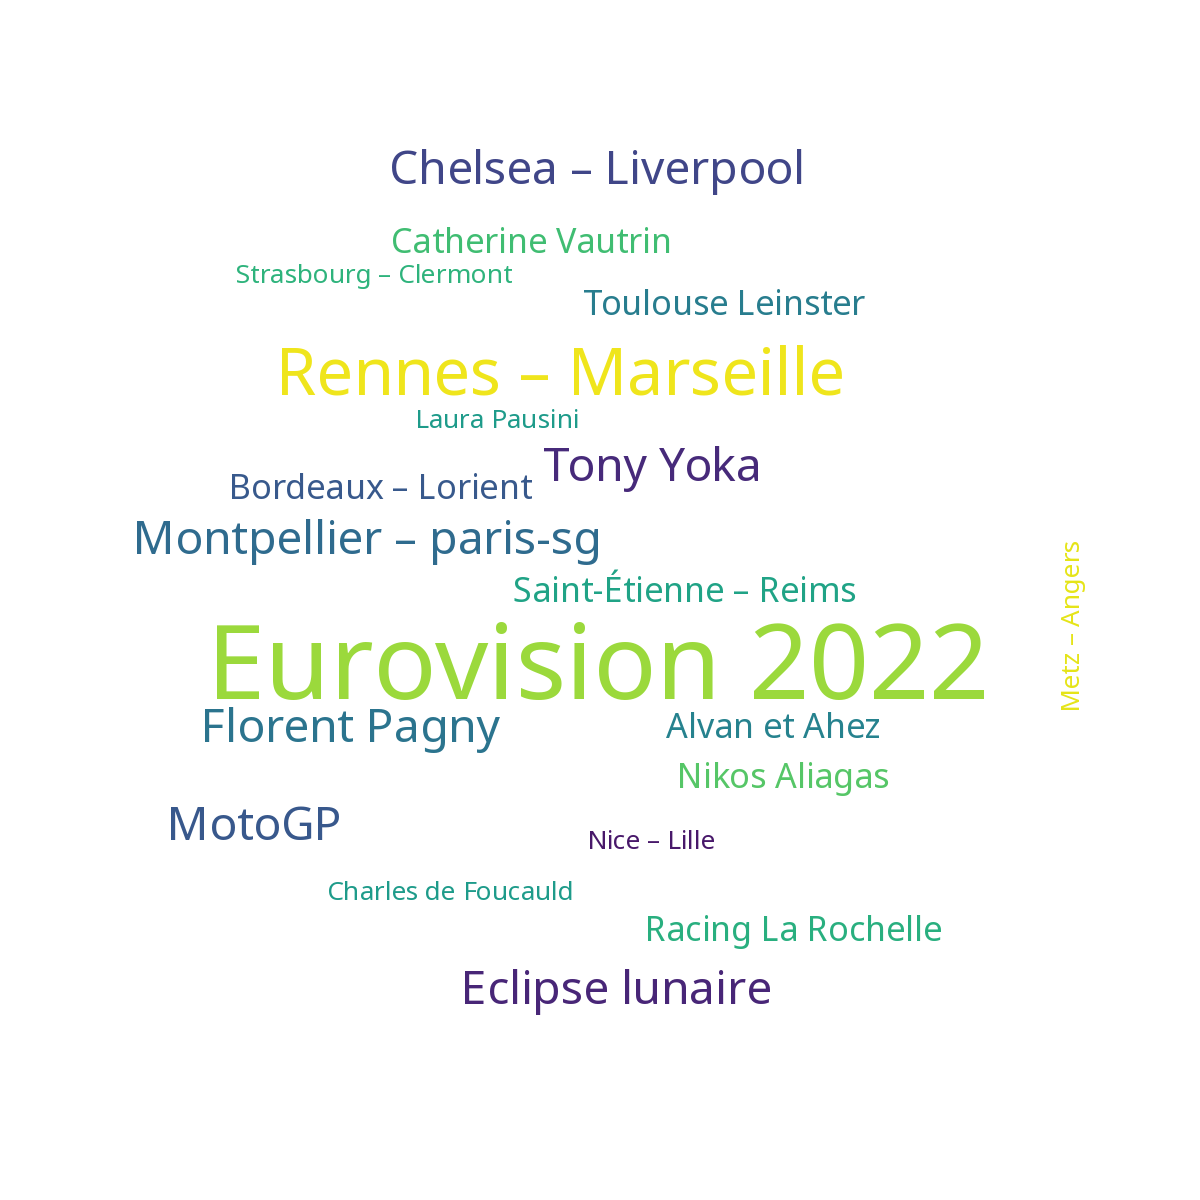 Chelsea – Liverpool
Catherine Vautrin
Strasbourg – Clermont
Toulouse Leinster
Rennes – Marseille
Laura Pausini
Tony Yoka
Bordeaux – Lorient
Montpellier – paris-sg
Saint-Étienne – Reims
Metz – Angers
Eurovision 2022
Florent Pagny
Alvan et Ahez
Nikos Aliagas
MotoGP
Nice – Lille
Charles de Foucauld
Racing La Rochelle
Eclipse lunaire